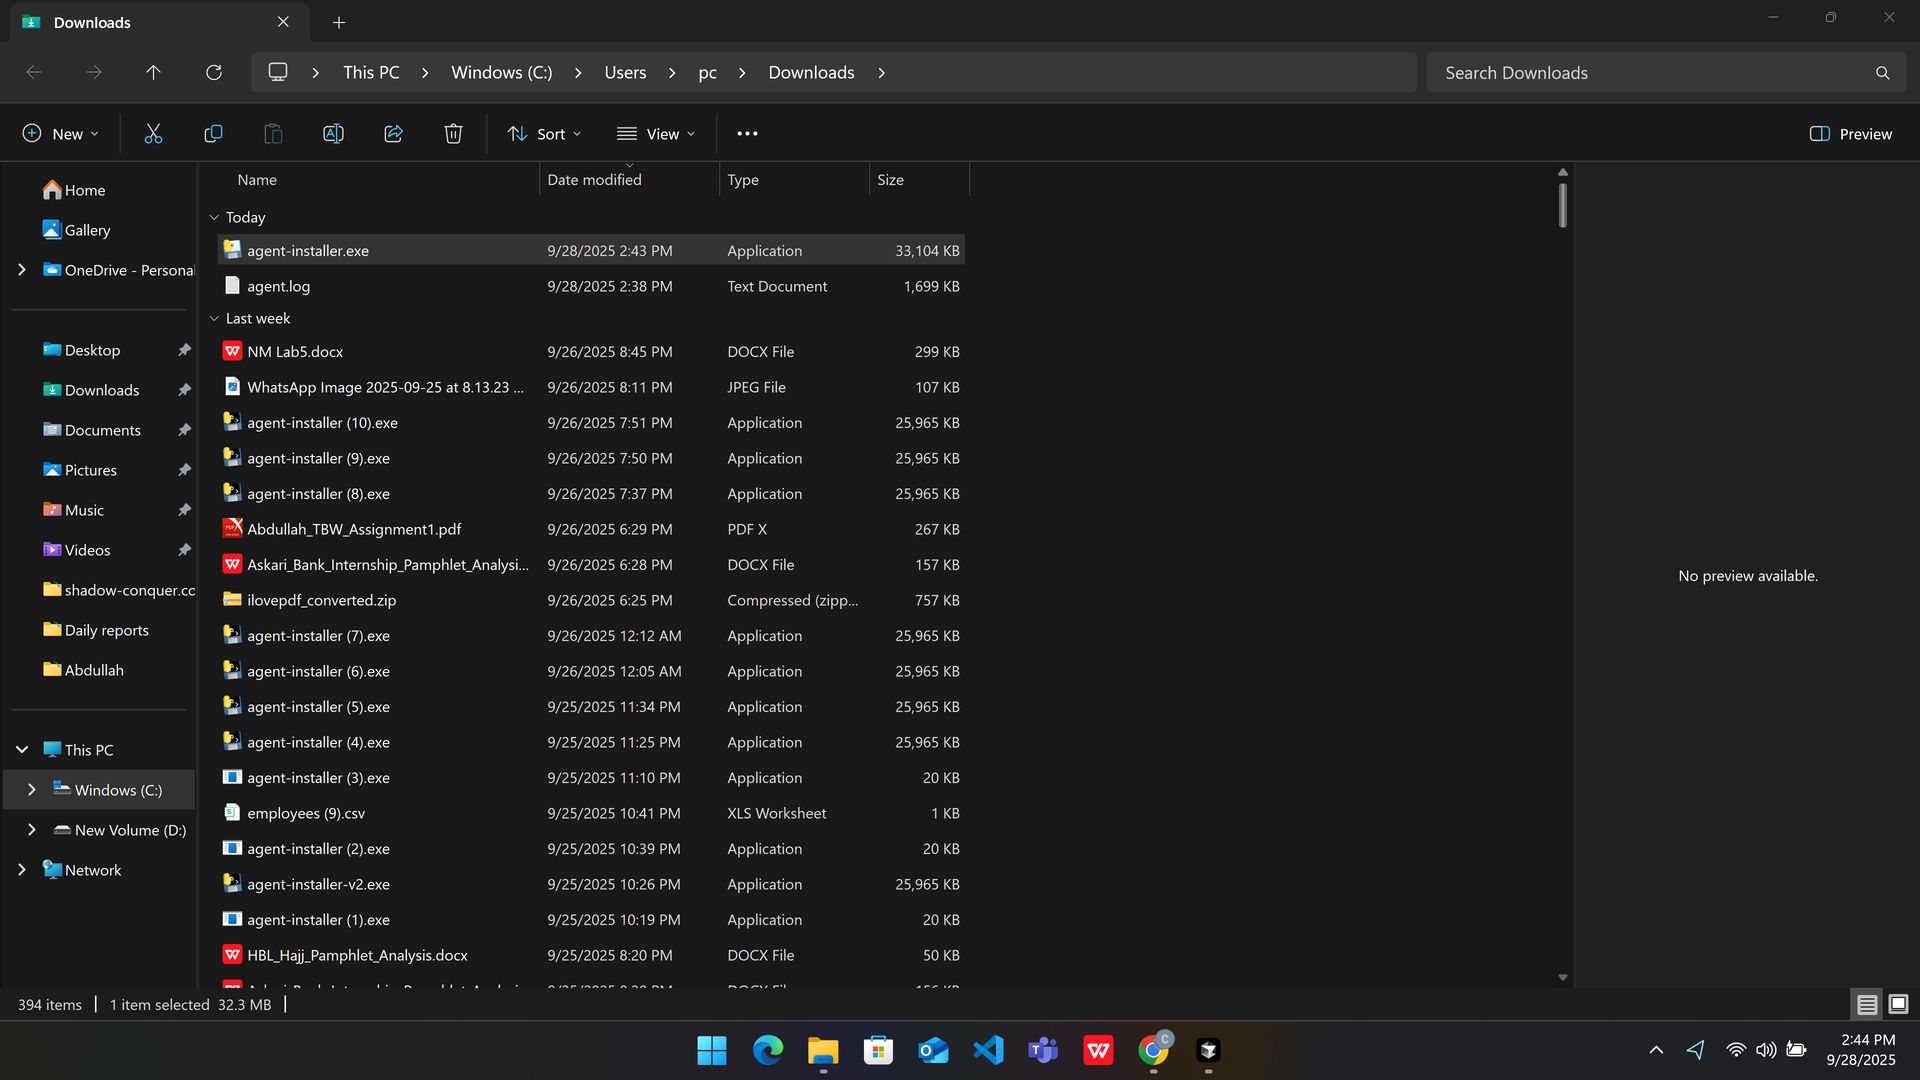 Downloads
This PC
Windows (C:)
Users
pc
Downloads
Search Downloads
New
Sort
View
Preview
Home
Gallery
OneDrive - Personal
Desktop
Downloads
Documents
Pictures
Music
Videos
shadow-conquer.co
Daily reports
Abdullah
This PC
Windows (C:)
New Volume (D:)
Network
Name Date modified Type Size
Today
agent-installer.exe 9/28/2025 2:43 PM Application 33,104 KB
agent.log 9/28/2025 2:38 PM Text Document 1,699 KB
Last week
NM Lab5.docx 9/26/2025 8:45 PM DOCX File 299 KB
WhatsApp Image 2025-09-25 at 8.13.23 ... 9/26/2025 8:11 PM JPEG File 107 KB
agent-installer (10).exe 9/26/2025 7:51 PM Application 25,965 KB
agent-installer (9).exe 9/26/2025 7:50 PM Application 25,965 KB
agent-installer (8).exe 9/26/2025 7:37 PM Application 25,965 KB
Abdullah_TBW_Assignment1.pdf 9/26/2025 6:29 PM PDF X 267 KB
Askari_Bank_Internship_Pamphlet_Analysi... 9/26/2025 6:28 PM DOCX File 157 KB
ilovepdf_converted.zip 9/26/2025 6:25 PM Compressed (zipp... 757 KB
agent-installer (7).exe 9/26/2025 12:12 AM Application 25,965 KB
agent-installer (6).exe 9/26/2025 12:05 AM Application 25,965 KB
agent-installer (5).exe 9/25/2025 11:34 PM Application 25,965 KB
agent-installer (4).exe 9/25/2025 11:25 PM Application 25,965 KB
agent-installer (3).exe 9/25/2025 11:10 PM Application 20 KB
employees (9).csv 9/25/2025 10:41 PM XLS Worksheet 1 KB
agent-installer (2).exe 9/25/2025 10:39 PM Application 20 KB
agent-installer-v2.exe 9/25/2025 10:26 PM Application 25,965 KB
agent-installer (1).exe 9/25/2025 10:19 PM Application 20 KB
HBL_Hajj_Pamphlet_Analysis.docx 9/25/2025 8:20 PM DOCX File 50 KB
No preview available.
394 items
1 item selected 32.3 MB
2:44 PM
9/28/2025